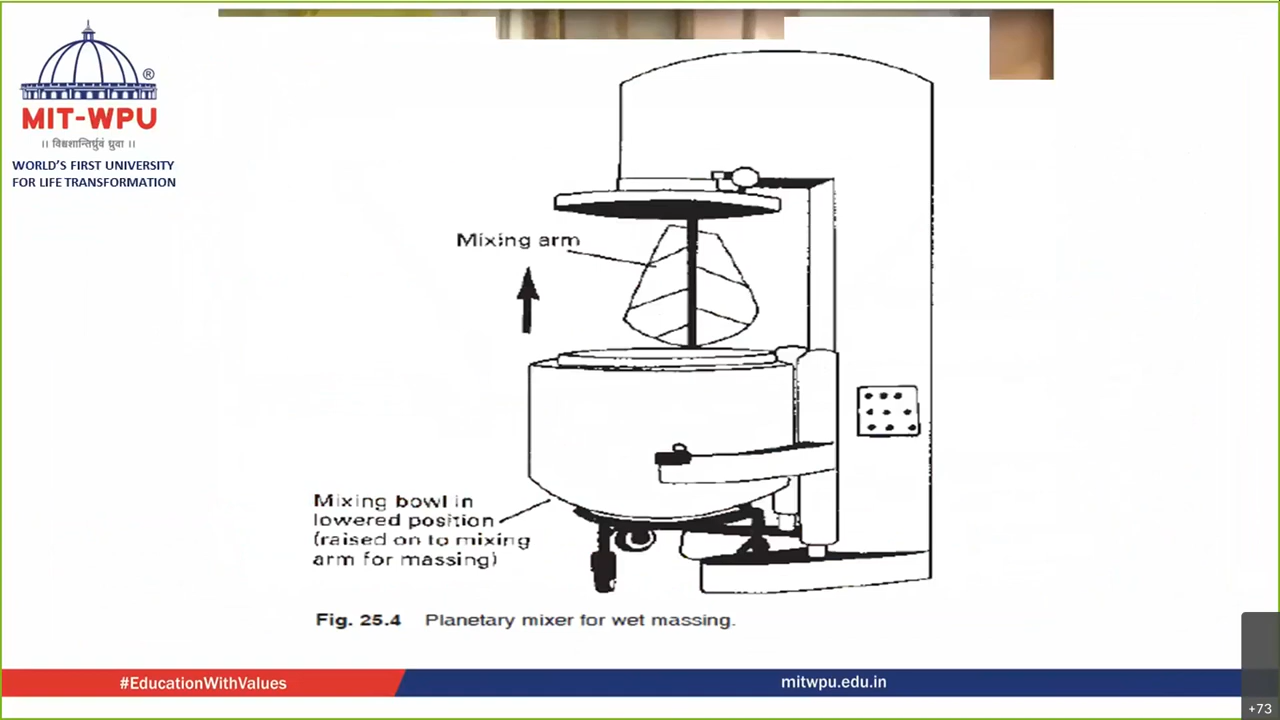 ®
MIT-WPU
।। विश्वशान्तिर्ध्रुवं ध्रुवा ।।
WORLD'S FIRST UNIVERSITY
FOR LIFE TRANSFORMATION
Mixing arm
Mixing bowl in
lowered position
(raised on to mixing
arm for massing)
Fig. 25.4 Planetary mixer for wet massing.
#EducationWithValues
mitwpu.edu.in
+73